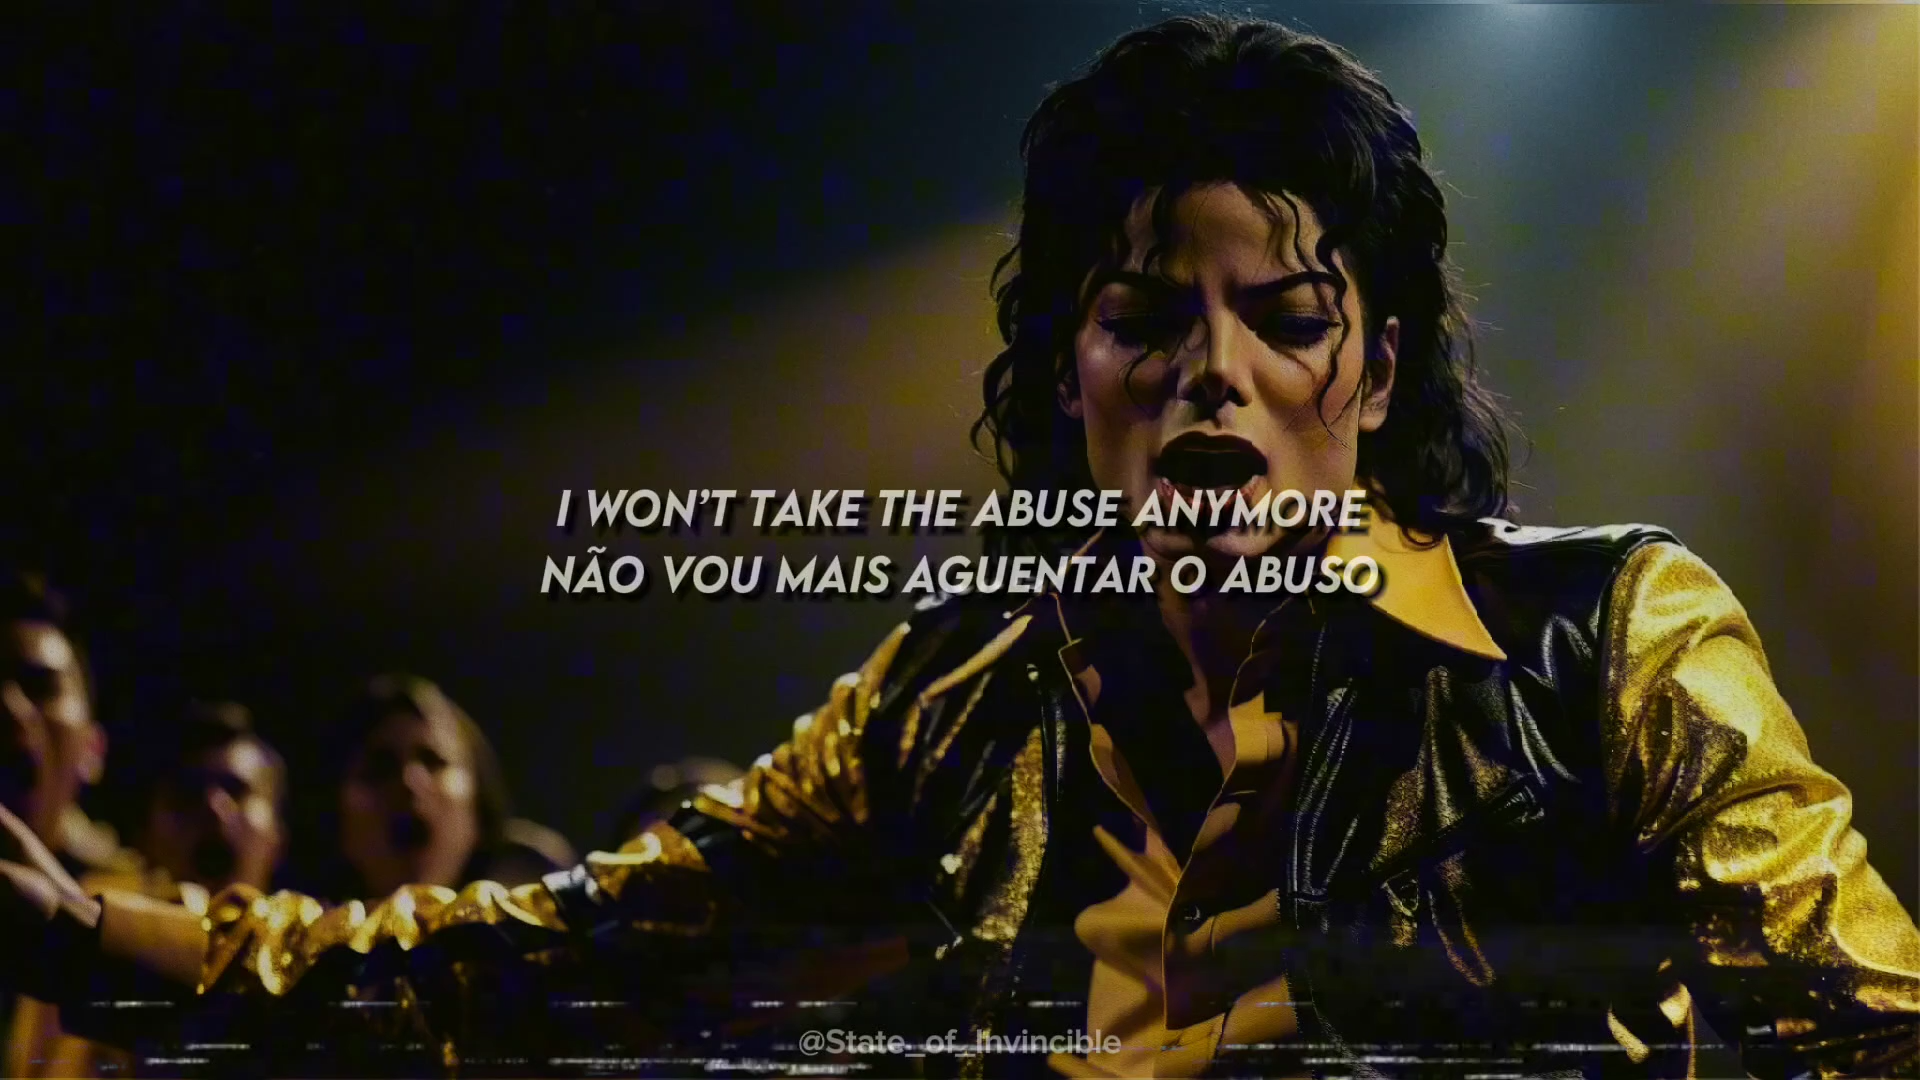 I WON'T TAKE THE ABUSE ANYMORE
NÃO VOU MAIS AGUENTAR O ABUSO
@State_of_Invincible